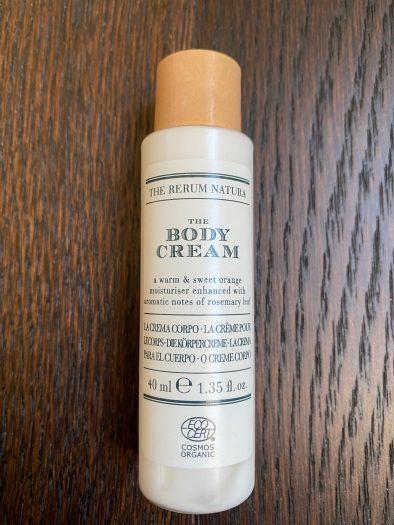 THE RERUM NATURA
THE
BODY
CREAM
a warm & sweet orange
moisturiser enhanced with
aromatic notes of rosemary leaf
LA CREMA CORPO · LA CRÈME POUR
LE CORPS · DIE KÖRPERCREME · LA CREMA
PARA EL CUERPO · O CREME CORPO
40 ml ℮ 1.35 fl. oz.
ECO
CERT
COSMOS
ORGANIC